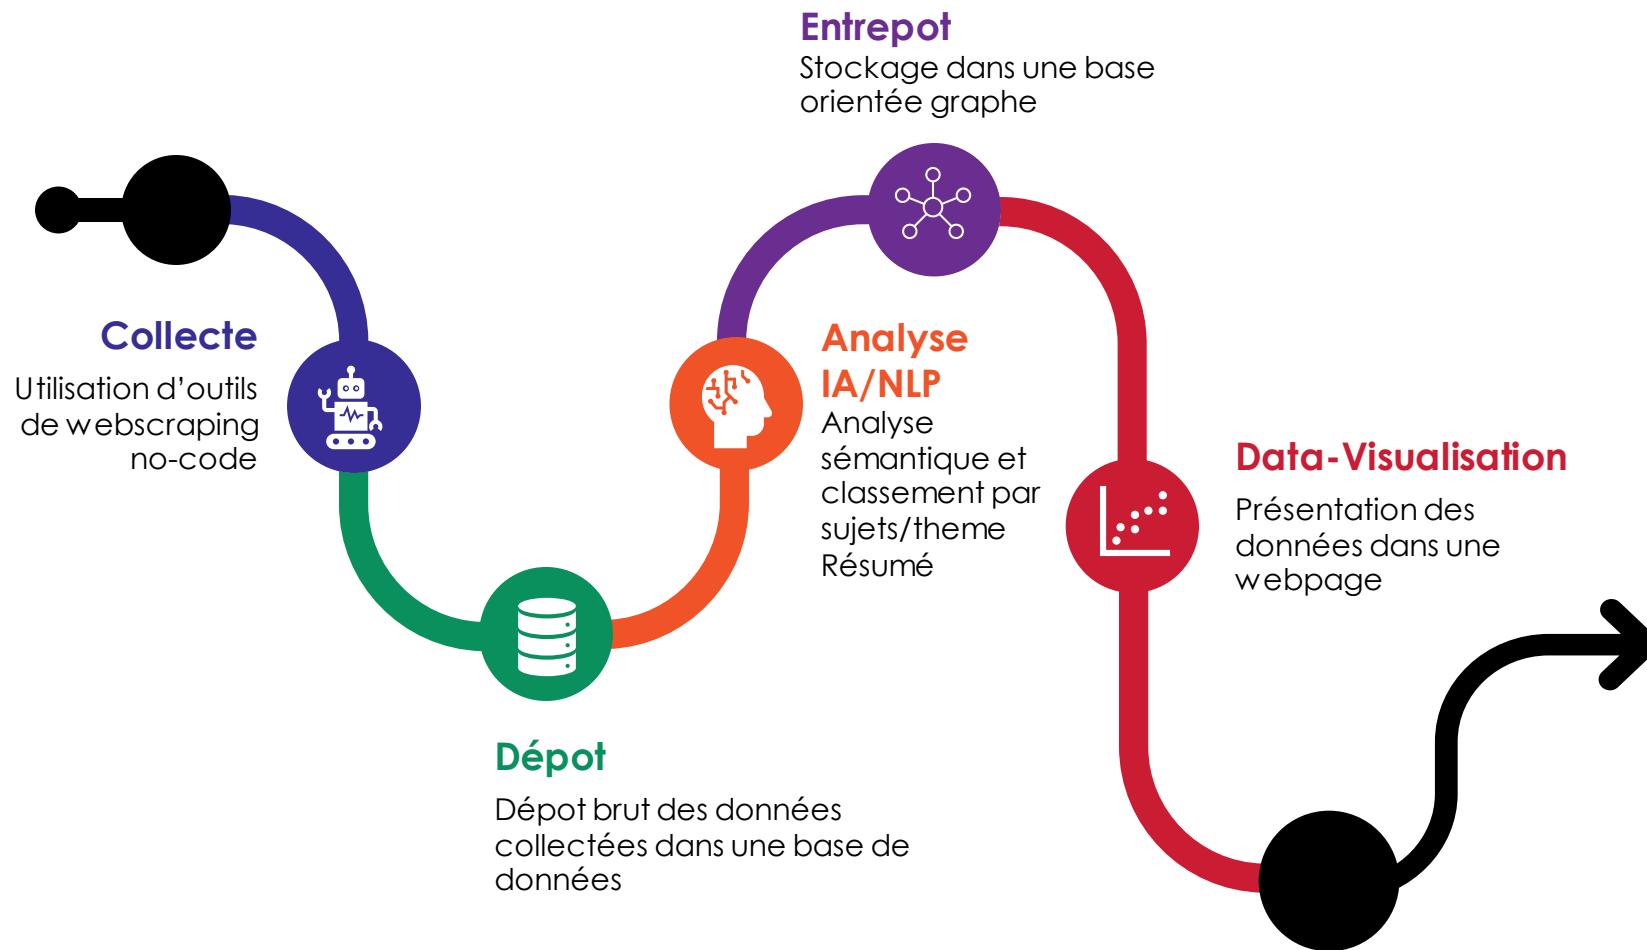 Collecte
Utilisation d’outils
de webscraping
no-code
Dépot
Dépot brut des données
collectées dans une base de
données
Analyse
IA/NLP
Analyse
sémantique et
classement par
sujets/theme
Résumé
Entrepot
Stockage dans une base
orientée graphe
Data-Visualisation
Présentation des
données dans une
webpage